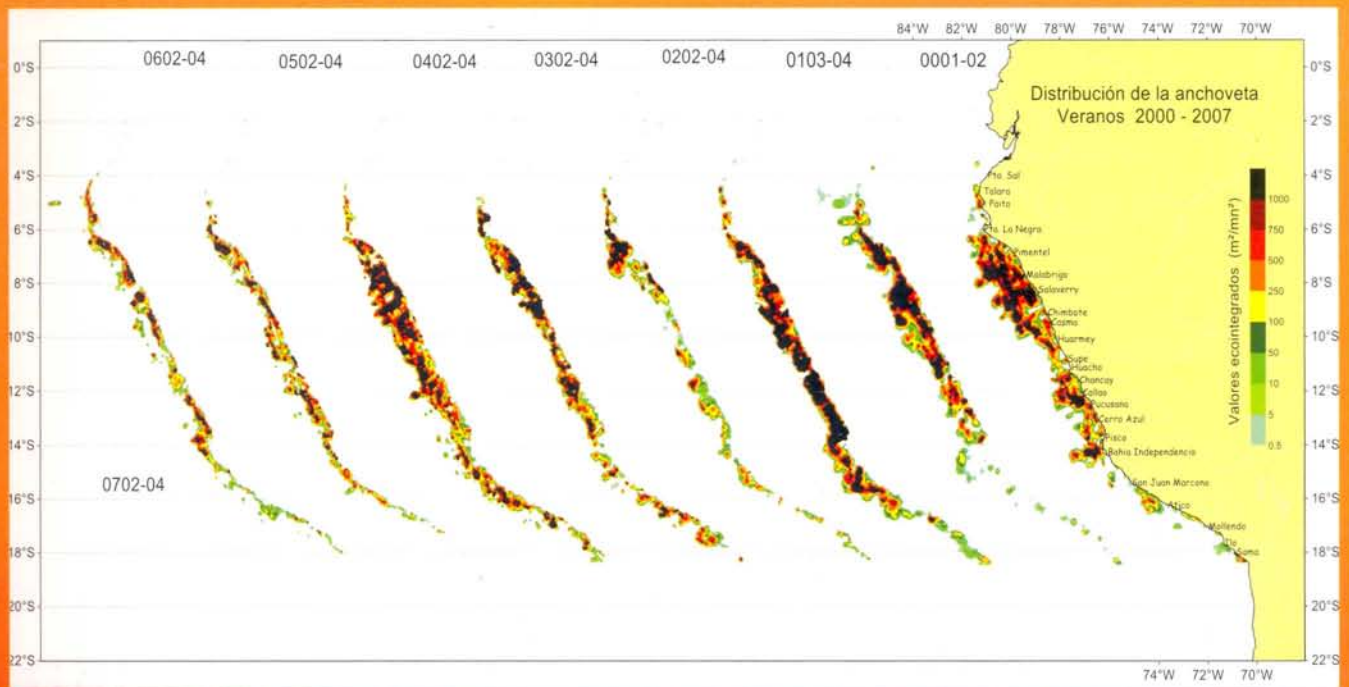 84°W 82°W 80°W 78°W 76°W 74°W 72°W 70°W
0602-04 0502-04 0402-04 0302-04 0202-04 0103-04 0001-02
Distribución de la anchoveta
Veranos 2000 - 2007
0°S 0°S
2°S 2°S
4°S 4°S
6°S 6°S
8°S 8°S
10°S 10°S
12°S 12°S
14°S 14°S
16°S 16°S
18°S 18°S
20°S 20°S
22°S 22°S
Pta. Sal
Talara
Paita
Pta. La Negra
Pimentel
Malabrigo
Salaverry
Chimbote
Casma
Huarmey
Supe
Huacho
Chancay
Callao
Pucusana
Cerro Azul
Pisco
Bahia Independencia
San Juan Marcona
Atico
Mollendo
Ilo
Sama
Valores ecointegrados (m²/mn²)
1000
750
500
250
100
50
10
5
0.5
0702-04
74°W 72°W 70°W